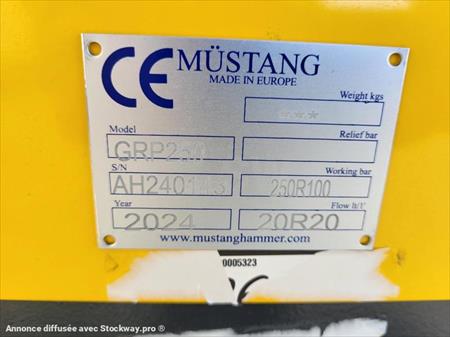 CE MÜSTANG
MADE IN EUROPE
Weight kgs
Model
Relief bar
S/N
Working bar
250R100
Year
Flow lt/1'
2024
20R20
www.mustanghammer.com
0005323
Annonce diffusée avec Stockway.pro ®